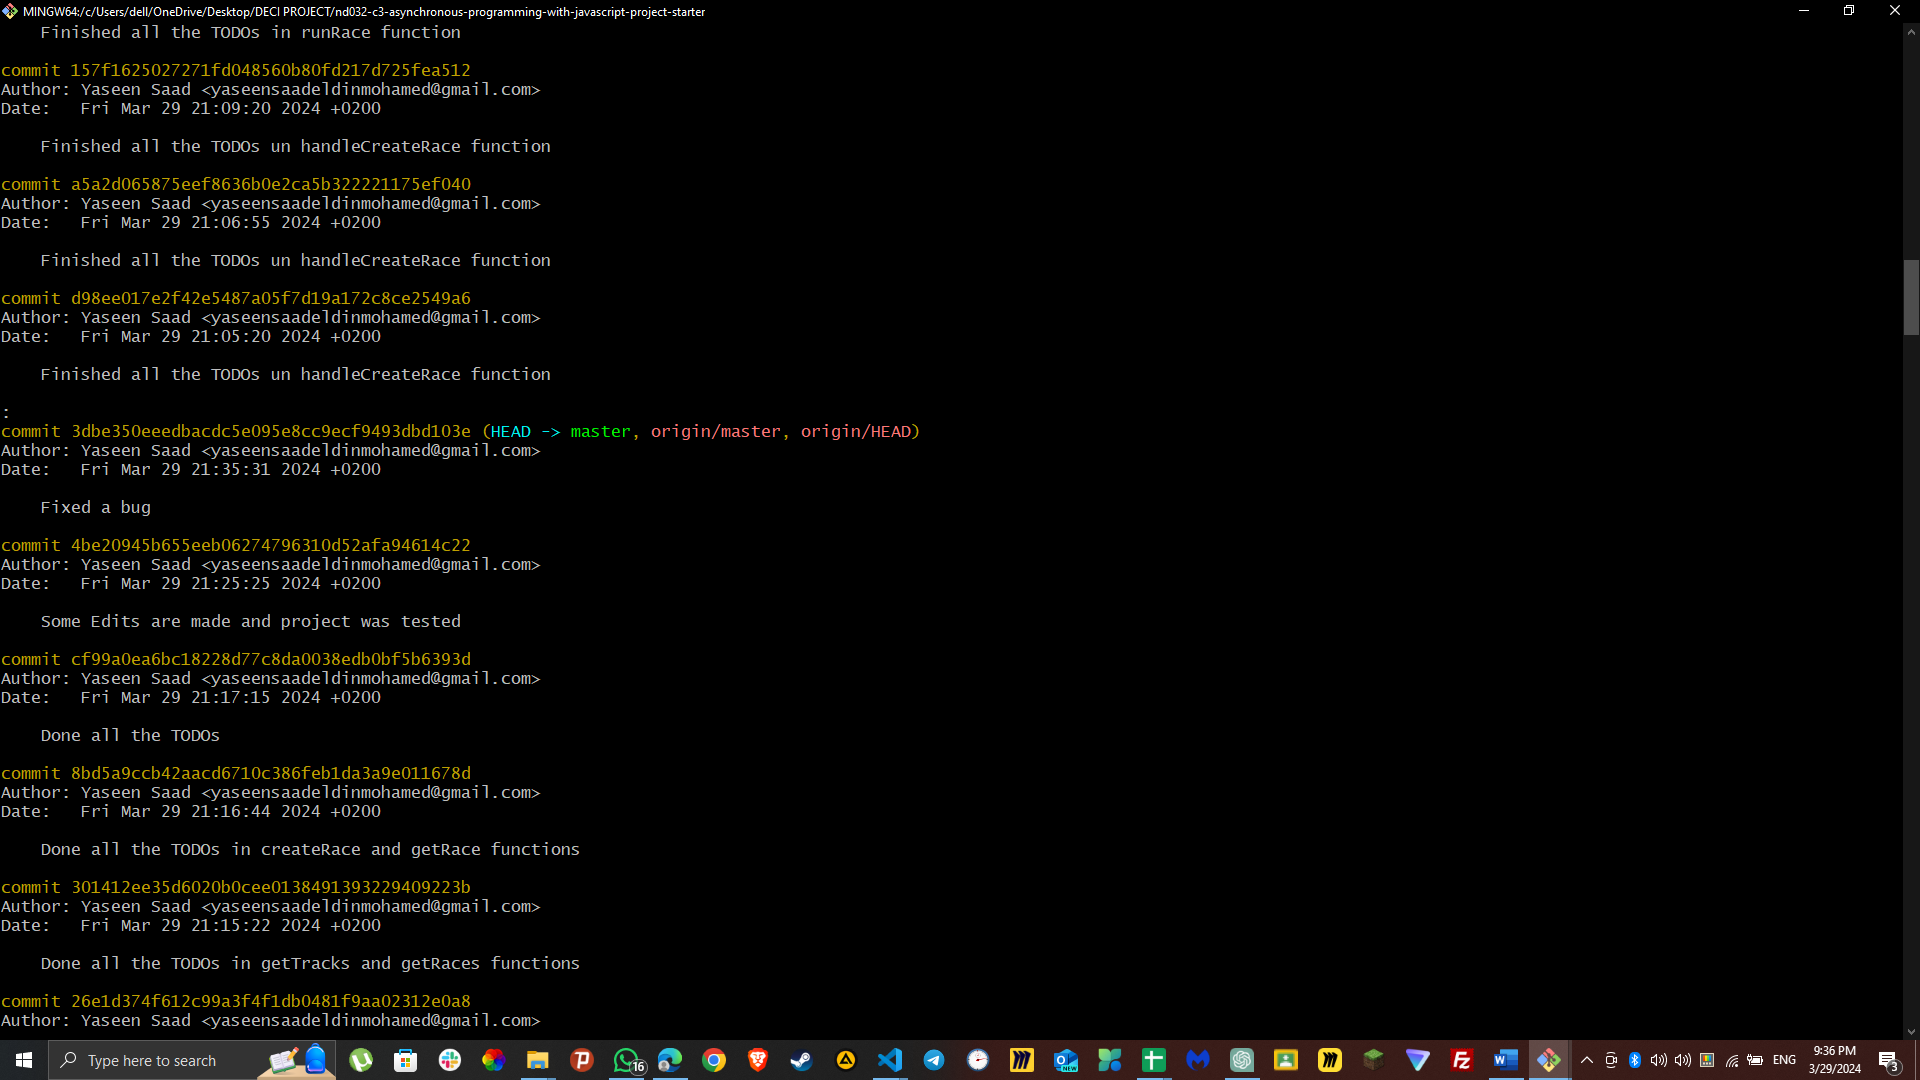 MINGW64:/c/Users/dell/OneDrive/Desktop/DECI PROJECT/nd032-c3-asynchronous-programming-with-javascript-project-starter
Finished all the TODOs in runRace function
commit 157f1625027271fd048560b80fd217d725fea512
Author: Yaseen Saad <yaseensaadeldinmohamed@gmail.com>
Date:   Fri Mar 29 21:09:20 2024 +0200
Finished all the TODOs un handleCreateRace function
commit a5a2d065875eef8636b0e2ca5b322221175ef040
Author: Yaseen Saad <yaseensaadeldinmohamed@gmail.com>
Date:   Fri Mar 29 21:06:55 2024 +0200
Finished all the TODOs un handleCreateRace function
commit d98ee017e2f42e5487a05f7d19a172c8ce2549a6
Author: Yaseen Saad <yaseensaadeldinmohamed@gmail.com>
Date:   Fri Mar 29 21:05:20 2024 +0200
Finished all the TODOs un handleCreateRace function
:
commit 3dbe350eeedbacdc5e095e8cc9ecf9493dbd103e (HEAD -> master, origin/master, origin/HEAD)
Author: Yaseen Saad <yaseensaadeldinmohamed@gmail.com>
Date:   Fri Mar 29 21:35:31 2024 +0200
Fixed a bug
commit 4be20945b655eeb06274796310d52afa94614c22
Author: Yaseen Saad <yaseensaadeldinmohamed@gmail.com>
Date:   Fri Mar 29 21:25:25 2024 +0200
Some Edits are made and project was tested
commit cf99a0ea6bc18228d77c8da0038edb0bf5b6393d
Author: Yaseen Saad <yaseensaadeldinmohamed@gmail.com>
Date:   Fri Mar 29 21:17:15 2024 +0200
Done all the TODOs
commit 8bd5a9ccb42aacd6710c386feb1da3a9e011678d
Author: Yaseen Saad <yaseensaadeldinmohamed@gmail.com>
Date:   Fri Mar 29 21:16:44 2024 +0200
Done all the TODOs in createRace and getRace functions
commit 301412ee35d6020b0cee0138491393229409223b
Author: Yaseen Saad <yaseensaadeldinmohamed@gmail.com>
Date:   Fri Mar 29 21:15:22 2024 +0200
Done all the TODOs in getTracks and getRaces functions
commit 26e1d374f612c99a3f4f1db0481f9aa02312e0a8
Author: Yaseen Saad <yaseensaadeldinmohamed@gmail.com>
Type here to search
16
NEW
ENG
9:36 PM
3/29/2024
3